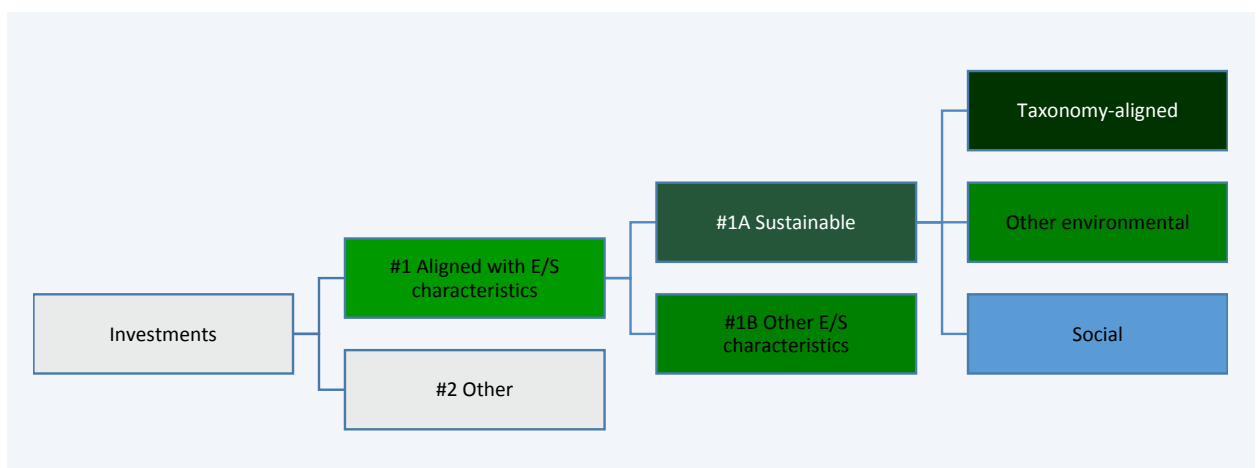 Investments
#1 Aligned with E/S
characteristics
#2 Other
#1A Sustainable
#1B Other E/S
characteristics
Taxonomy-aligned
Other environmental
Social